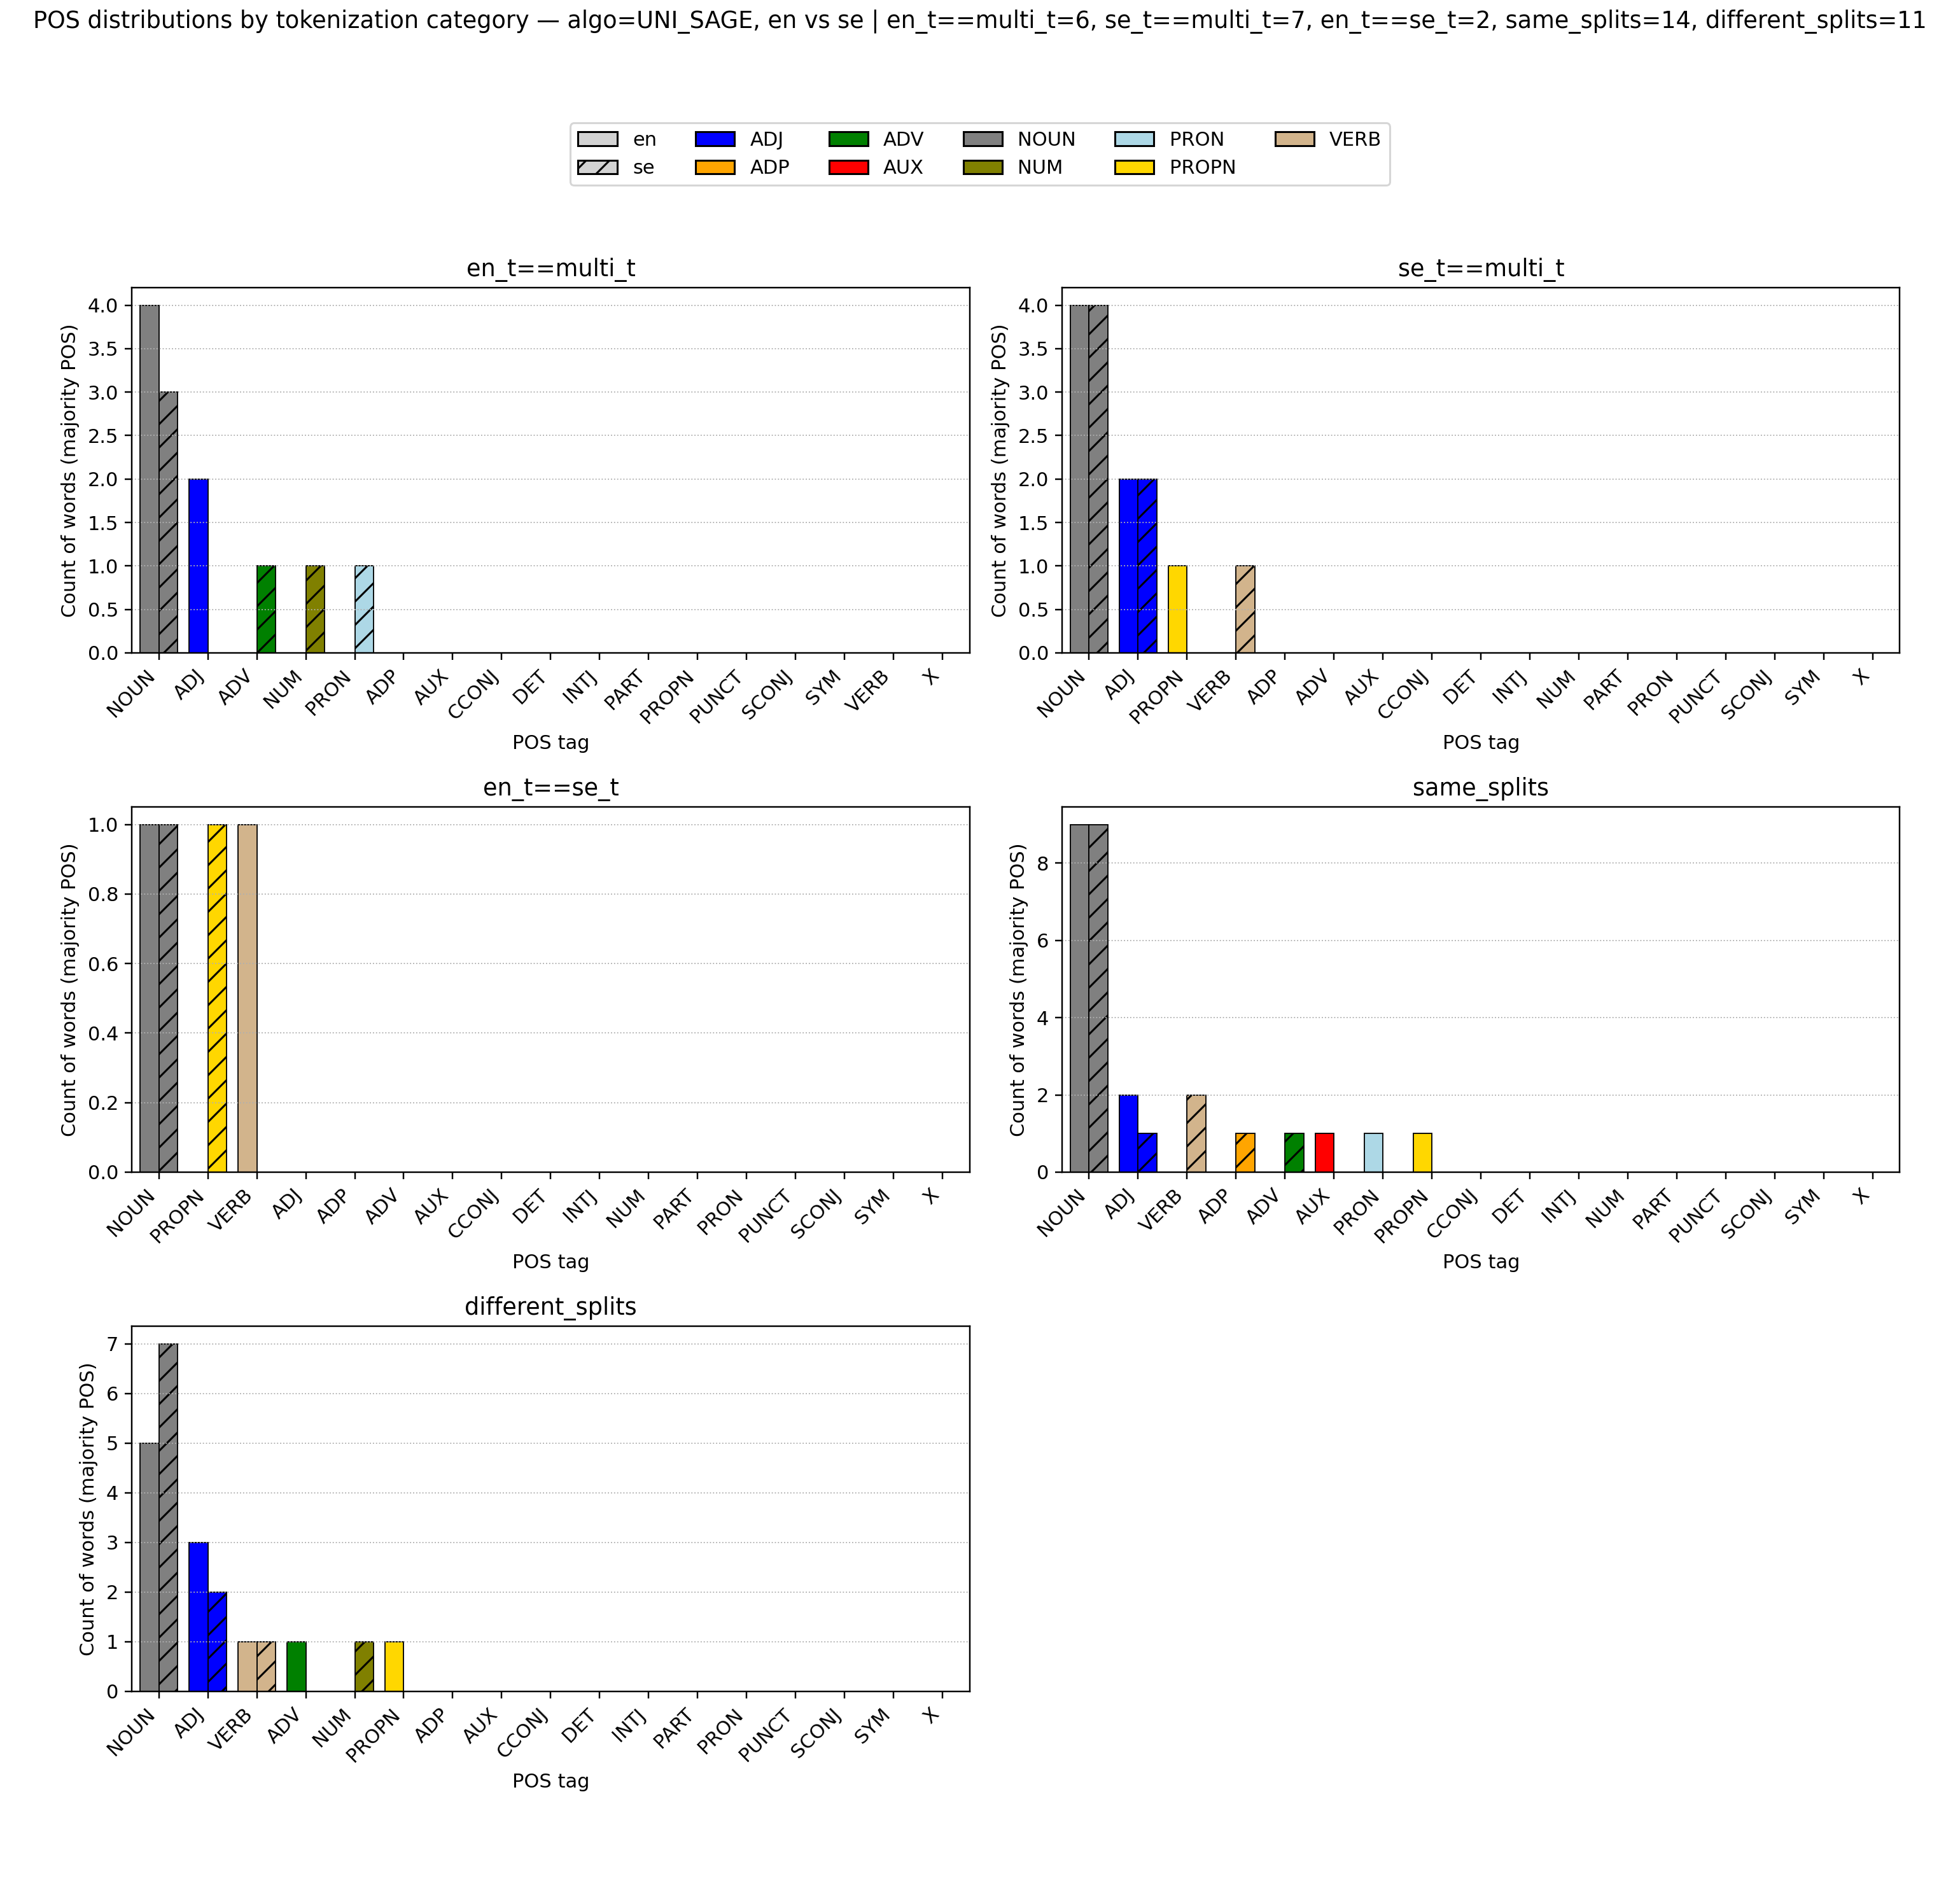 POS distributions by tokenization category — algo=UNI_SAGE, en vs se | en_t==multi_t=6, se_t==multi_t=7, en_t==se_t=2, same_splits=14, different_splits=11
en ADJ ADV NOUN PRON VERB
se ADP AUX NUM PROPN
en_t==multi_t
Count of words (majority POS)
4.0
3.5
3.0
2.5
2.0
1.5
1.0
0.5
0.0
NOUN ADJ ADV NUM PRON ADP AUX CCONJ DET INTJ PART PROPN PUNCT SCONJ SYM VERB X
POS tag
se_t==multi_t
Count of words (majority POS)
4.0
3.5
3.0
2.5
2.0
1.5
1.0
0.5
0.0
NOUN ADJ PROPN VERB ADP ADV AUX CCONJ DET INTJ NUM PART PRON PUNCT SCONJ SYM X
POS tag
en_t==se_t
Count of words (majority POS)
1.0
0.8
0.6
0.4
0.2
0.0
NOUN PROPN VERB ADJ ADP ADV AUX CCONJ DET INTJ NUM PART PRON PUNCT SCONJ SYM X
POS tag
same_splits
Count of words (majority POS)
8
6
4
2
0
NOUN ADJ VERB ADP ADV AUX PRON PROPN CCONJ DET INTJ NUM PART PUNCT SCONJ SYM X
POS tag
different_splits
Count of words (majority POS)
7
6
5
4
3
2
1
0
NOUN ADJ VERB ADV NUM PROPN ADP AUX CCONJ DET INTJ PART PRON PUNCT SCONJ SYM X
POS tag